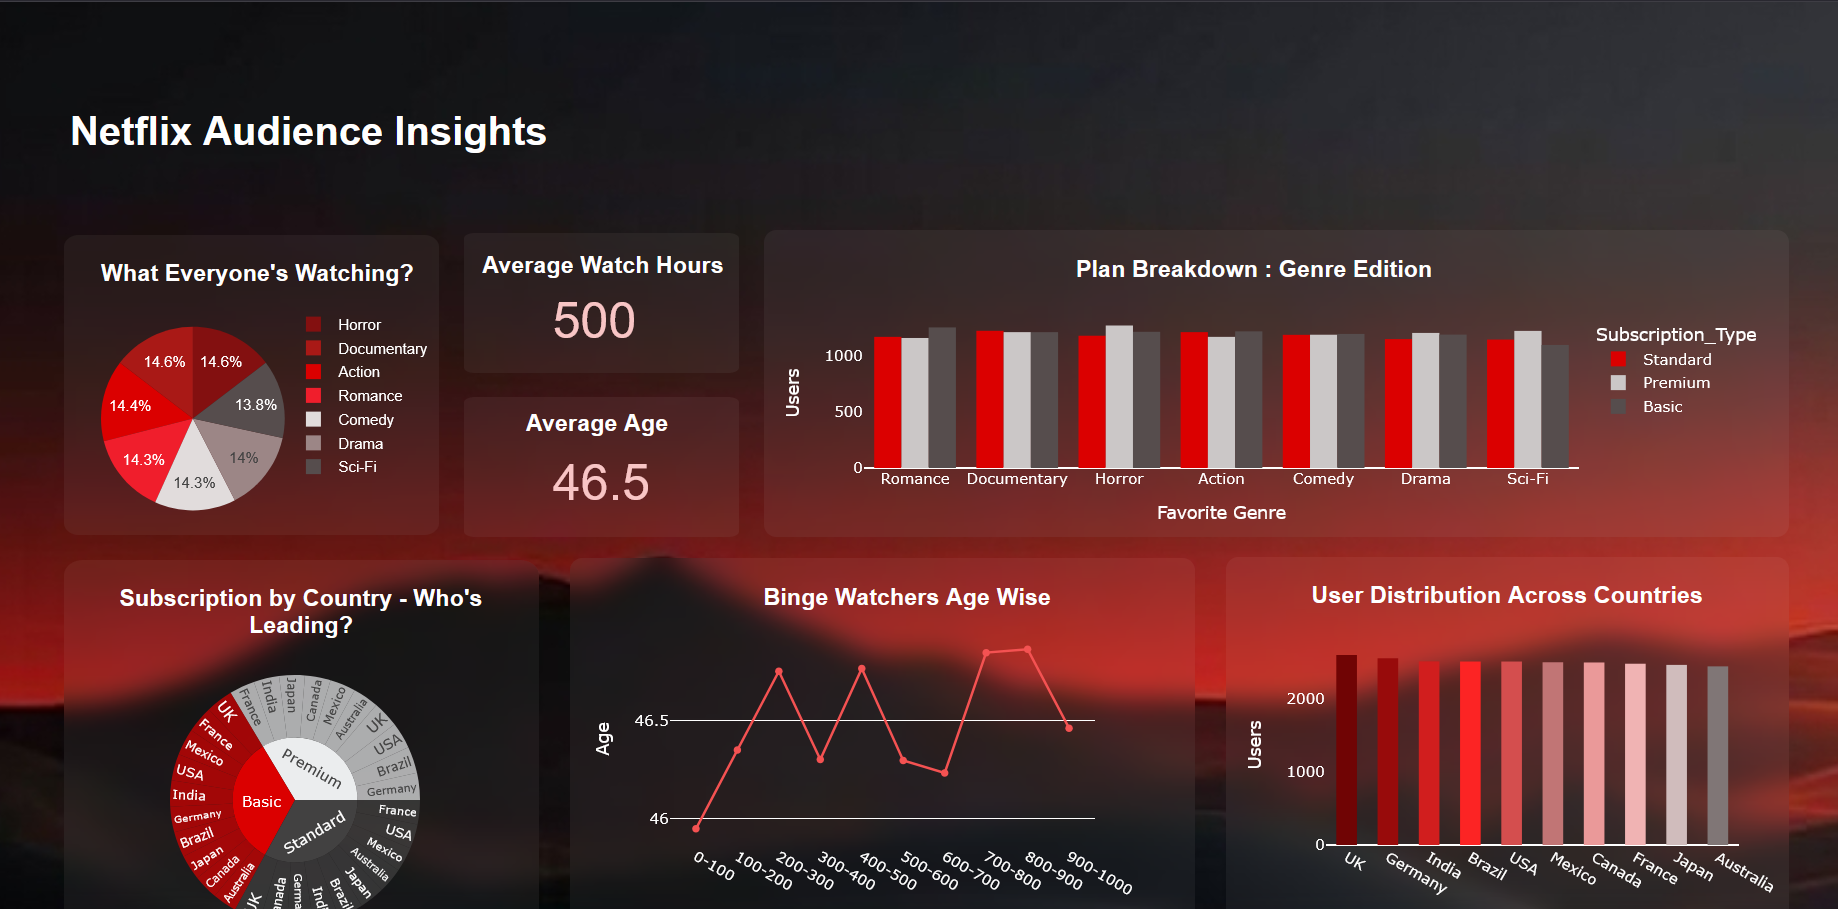 Netflix Audience Insights
What Everyone's Watching?
14.6%
14.6%
14.4%
13.8%
14.3%
14%
14.3%
Horror
Documentary
Action
Romance
Comedy
Drama
Sci-Fi
Average Watch Hours
500
Average Age
46.5
Plan Breakdown : Genre Edition
Users
1000
500
0
Romance
Documentary
Horror
Action
Comedy
Drama
Sci-Fi
Favorite Genre
Subscription_Type
Standard
Premium
Basic
Subscription by Country - Who's
Leading?
Premium
France
India
Japan
Canada
Mexico
Australia
UK
USA
Brazil
Germany
Basic
UK
France
Mexico
USA
India
Germany
Brazil
Japan
Canada
Australia
Standard
France
USA
Mexico
Australia
Japan
Brazil
UK
Binge Watchers Age Wise
Age
46.5
46
0-100
100-200
200-300
300-400
400-500
500-600
600-700
700-800
800-900
900-1000
User Distribution Across Countries
Users
2000
1000
0
UK
Germany
India
Brazil
USA
Mexico
Canada
France
Japan
Australia